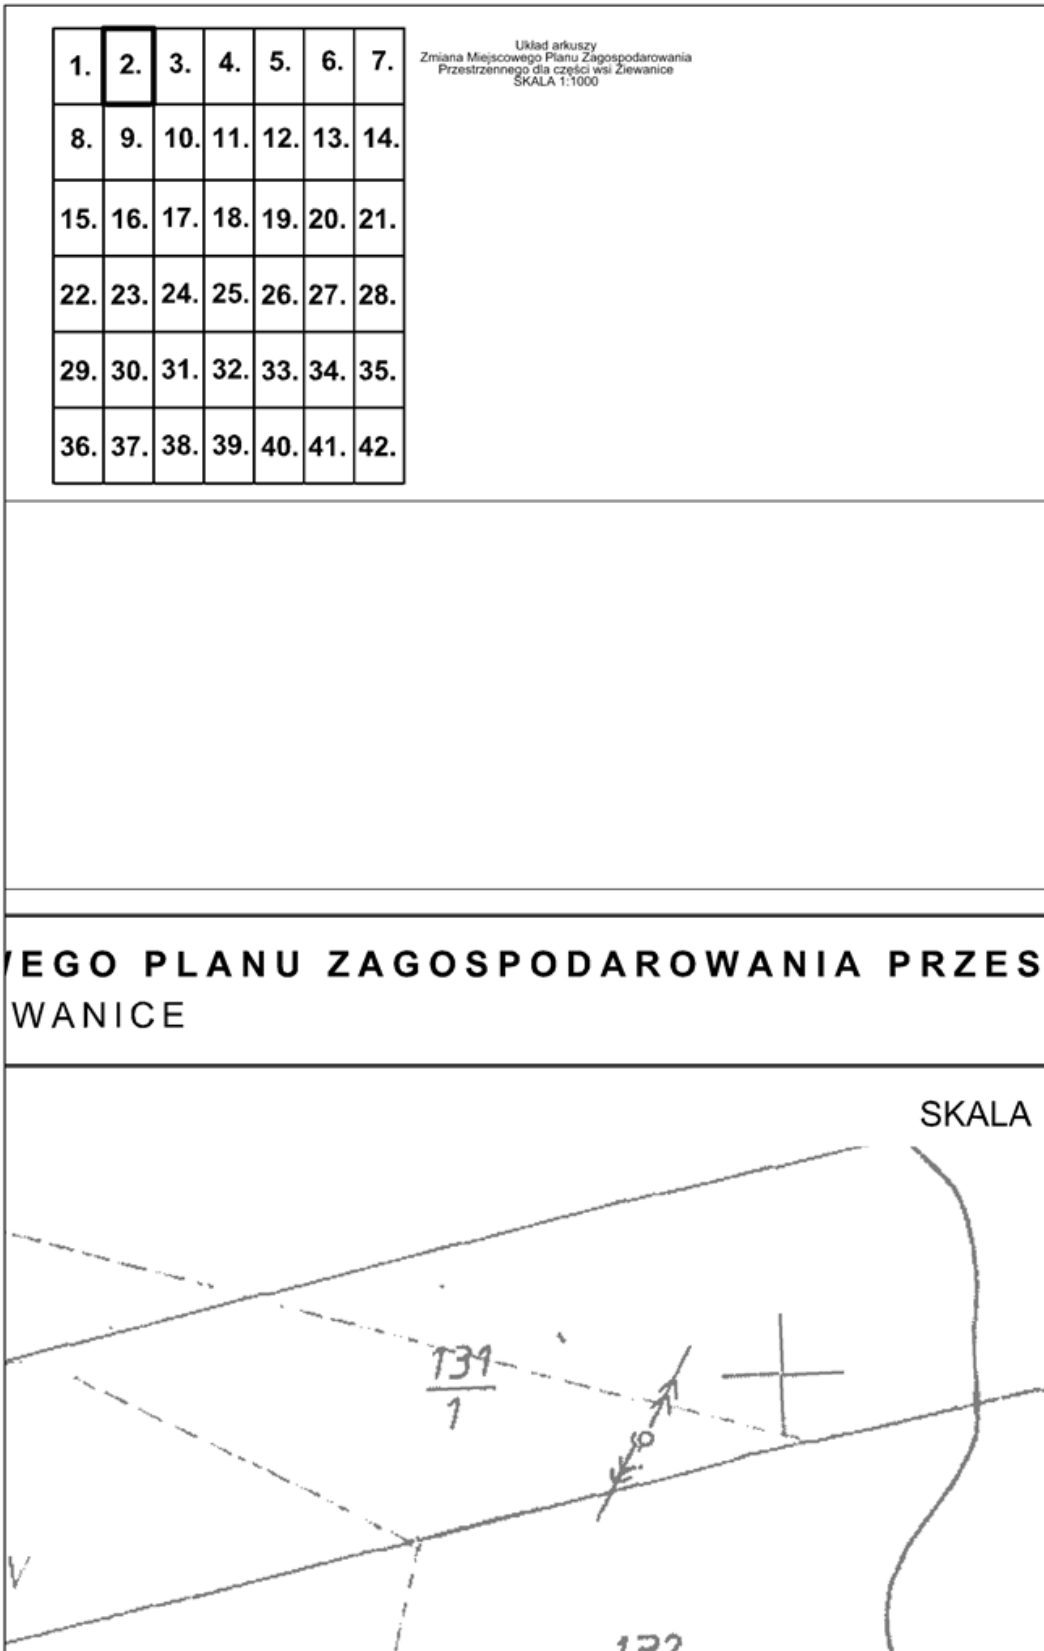 1. 2. 3. 4. 5. 6. 7.
8. 9. 10. 11. 12. 13. 14.
15. 16. 17. 18. 19. 20. 21.
22. 23. 24. 25. 26. 27. 28.
29. 30. 31. 32. 33. 34. 35.
36. 37. 38. 39. 40. 41. 42.
Układ arkuszy
Zmiana Miejscowego Planu Zagospodarowania
Przestrzennego dla części wsi Ziewanice
SKALA 1:1000
EGO PLANU ZAGOSPODAROWANIA PRZES
WANICE
SKALA
131
1
V